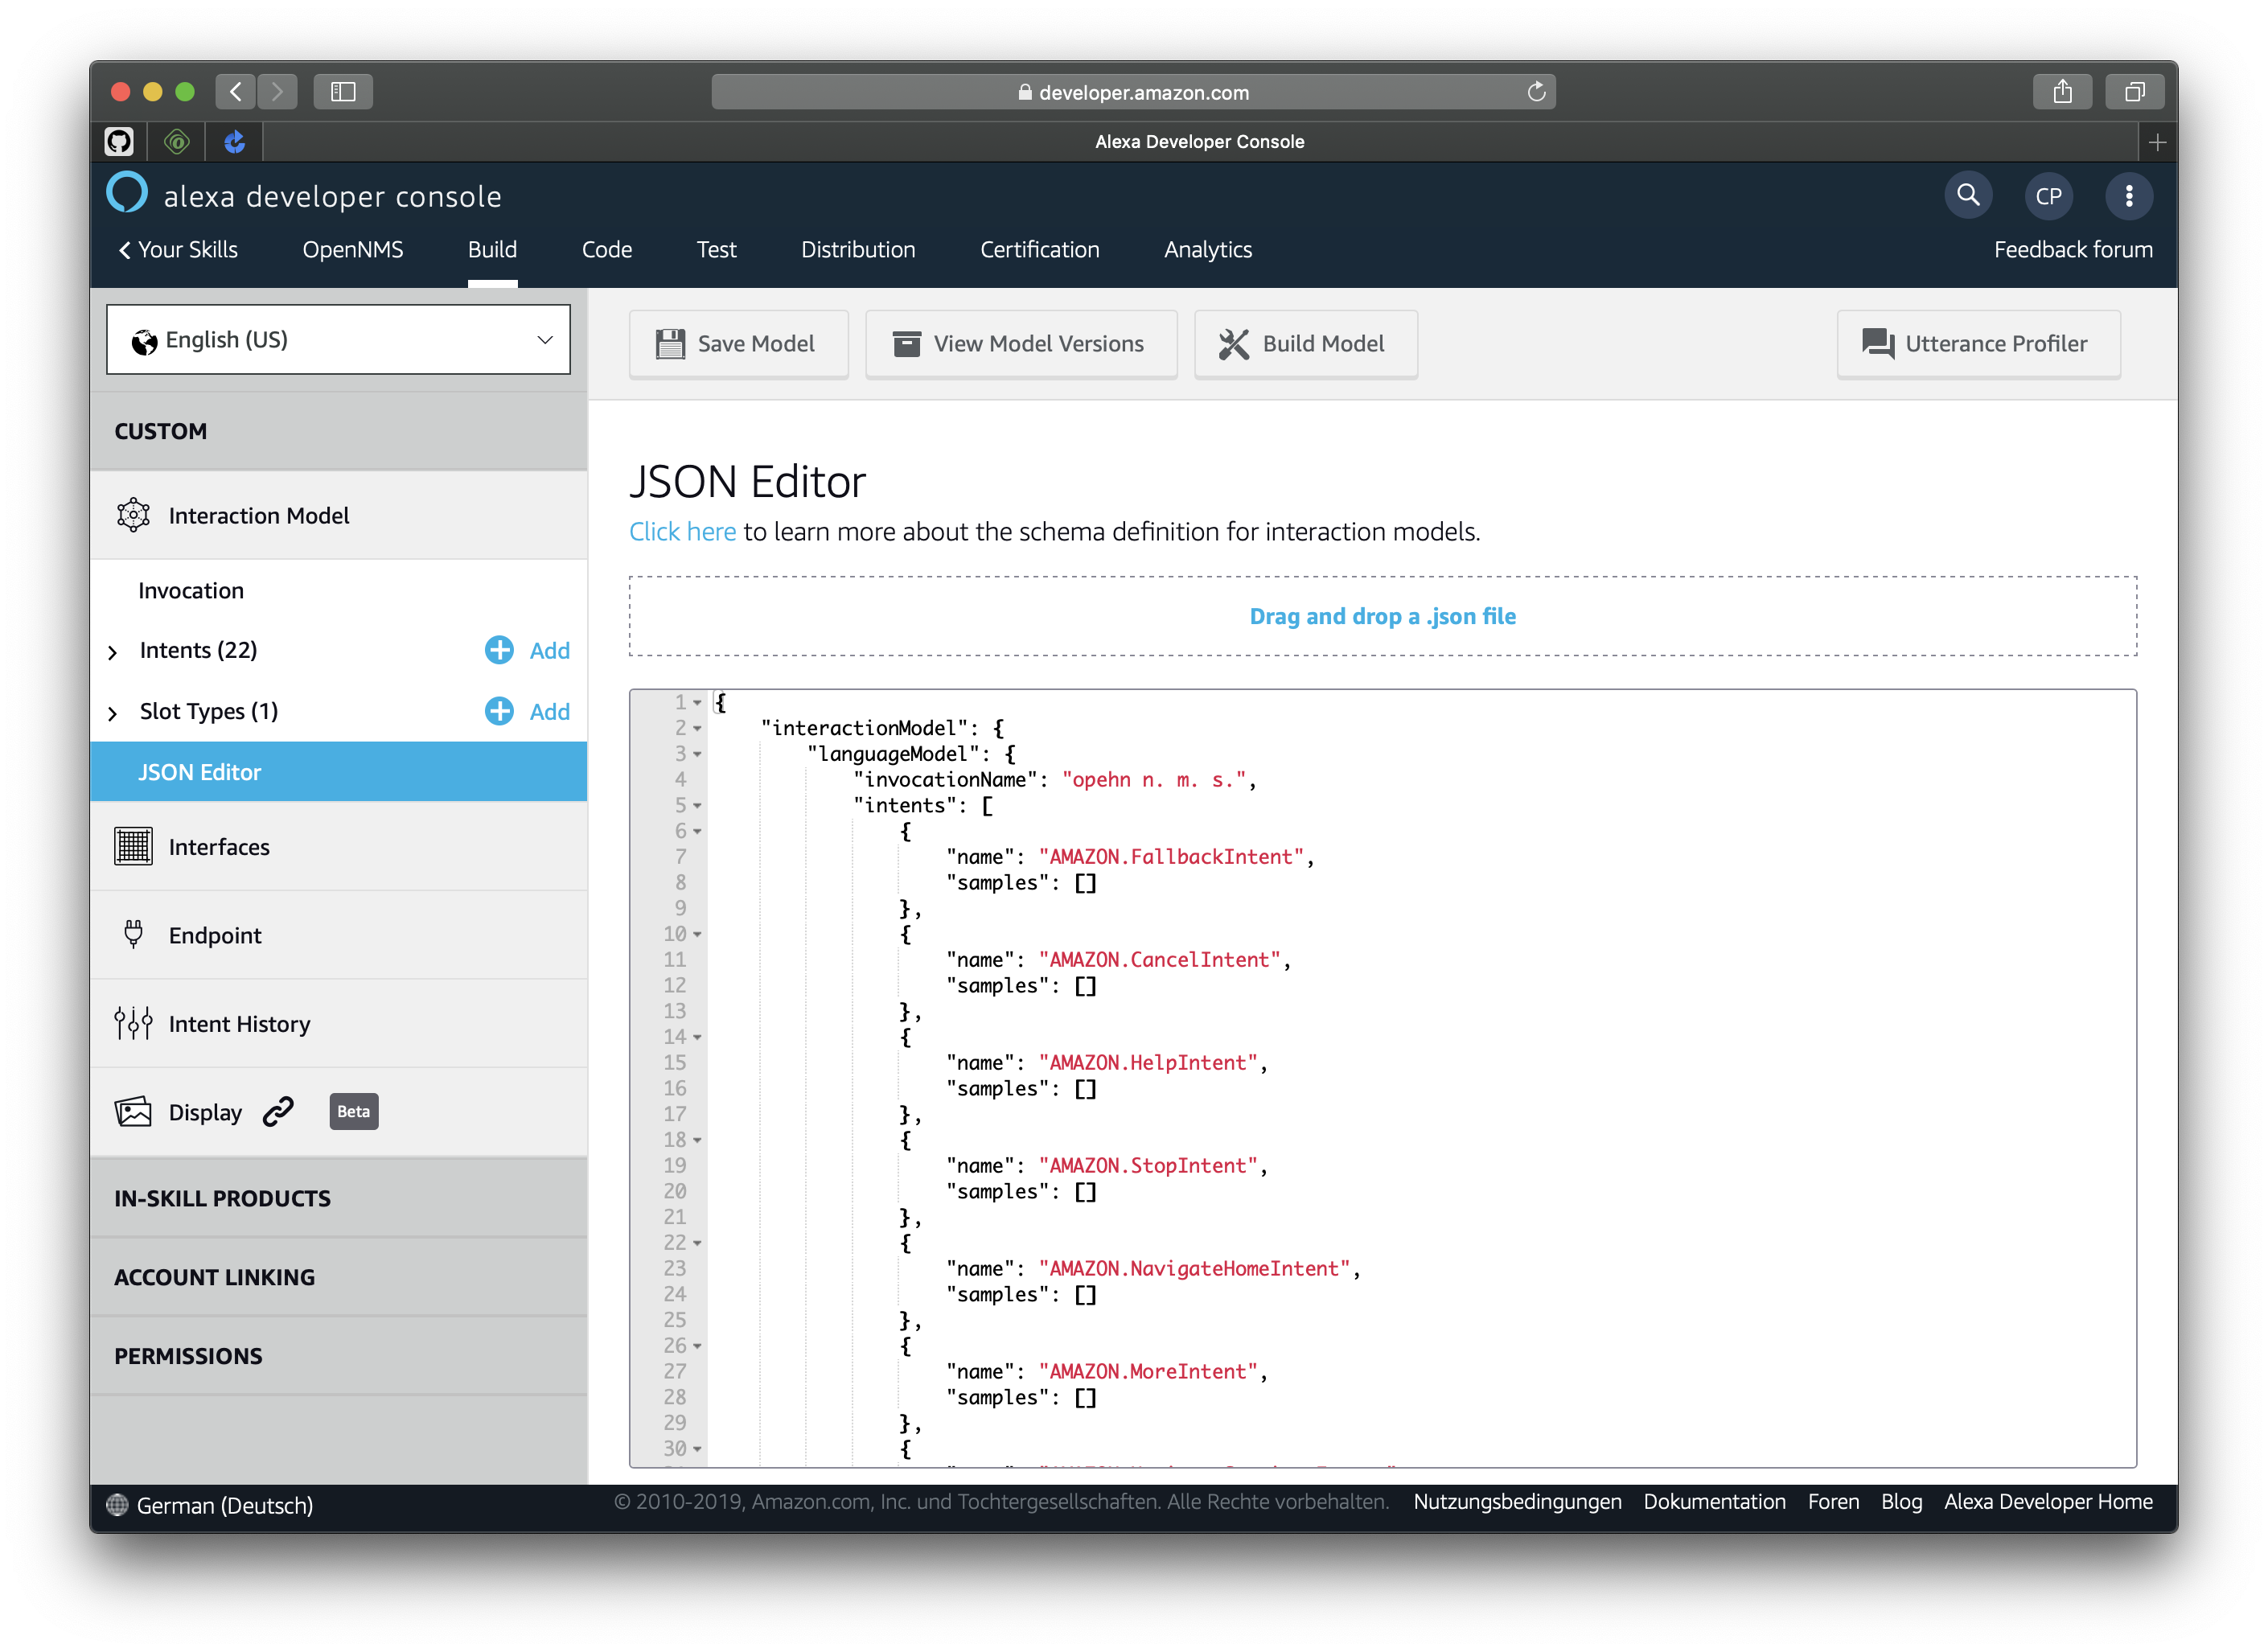 developer.amazon.com
Alexa Developer Console
alexa developer console
CP
Your Skills OpenNMS Build Code Test Distribution Certification Analytics Feedback forum
English (US)
Save Model View Model Versions Build Model Utterance Profiler
CUSTOM
Interaction Model
Invocation
Intents (22) Add
Slot Types (1) Add
JSON Editor
Interfaces
Endpoint
Intent History
Display Beta
IN-SKILL PRODUCTS
ACCOUNT LINKING
PERMISSIONS
JSON Editor
Click here to learn more about the schema definition for interaction models.
Drag and drop a .json file
1 {
2 "interactionModel": {
3 "languageModel": {
4 "invocationName": "opehn n. m. s.",
5 "intents": [
6 {
7 "name": "AMAZON.FallbackIntent",
8 "samples": []
9 },
10 {
11 "name": "AMAZON.CancelIntent",
12 "samples": []
13 },
14 {
15 "name": "AMAZON.HelpIntent",
16 "samples": []
17 },
18 {
19 "name": "AMAZON.StopIntent",
20 "samples": []
21 },
22 {
23 "name": "AMAZON.NavigateHomeIntent",
24 "samples": []
25 },
26 {
27 "name": "AMAZON.MoreIntent",
28 "samples": []
29 },
30 {
German (Deutsch)
© 2010-2019, Amazon.com, Inc. und Tochtergesellschaften. Alle Rechte vorbehalten. Nutzungsbedingungen Dokumentation Foren Blog Alexa Developer Home